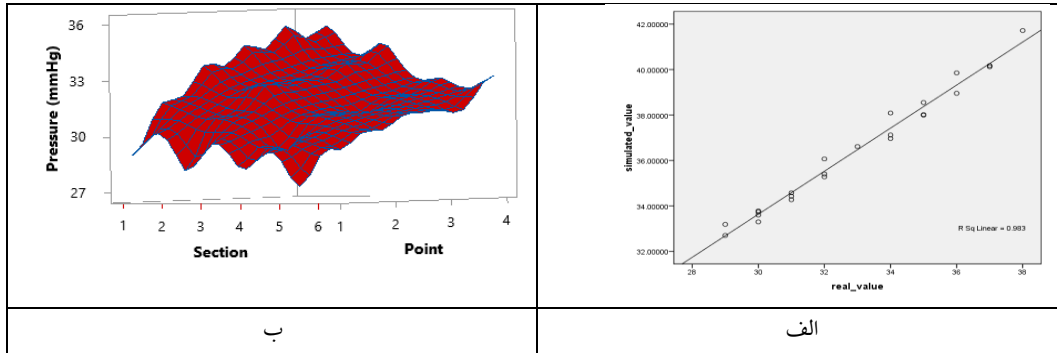 36
33
30
27
Pressure (mmHg)
1 2 3 4 5 6 1 2 3 4
Section
Point
42.00000
40.00000
38.00000
36.00000
34.00000
32.00000
simulated_value
R Sq Linear = 0.983
28 30 32 34 36 38
real_value
ب
الف